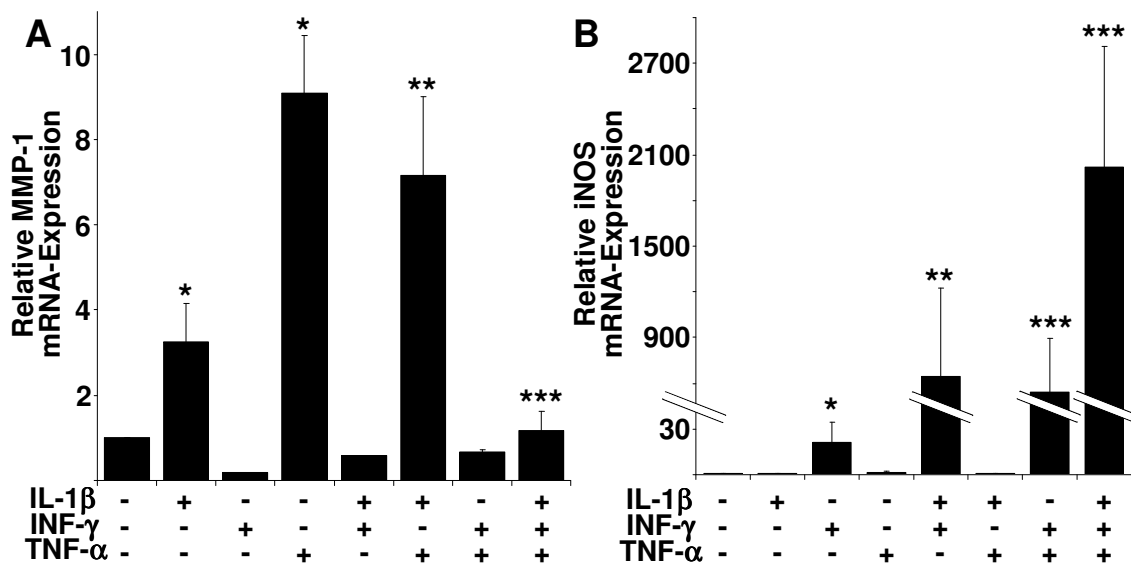 A
Relative MMP-1
mRNA-Expression
10
8
6
4
2
*
*
**
***
IL-1β - + - - + + - +
INF-γ - - + - + - + +
TNF-α - - - + - + + +
B
Relative iNOS
mRNA-Expression
2700
2100
1500
900
30
*
**
***
***
IL-1β - + - - + + - +
INF-γ - - + - + - + +
TNF-α - - - + - + + +